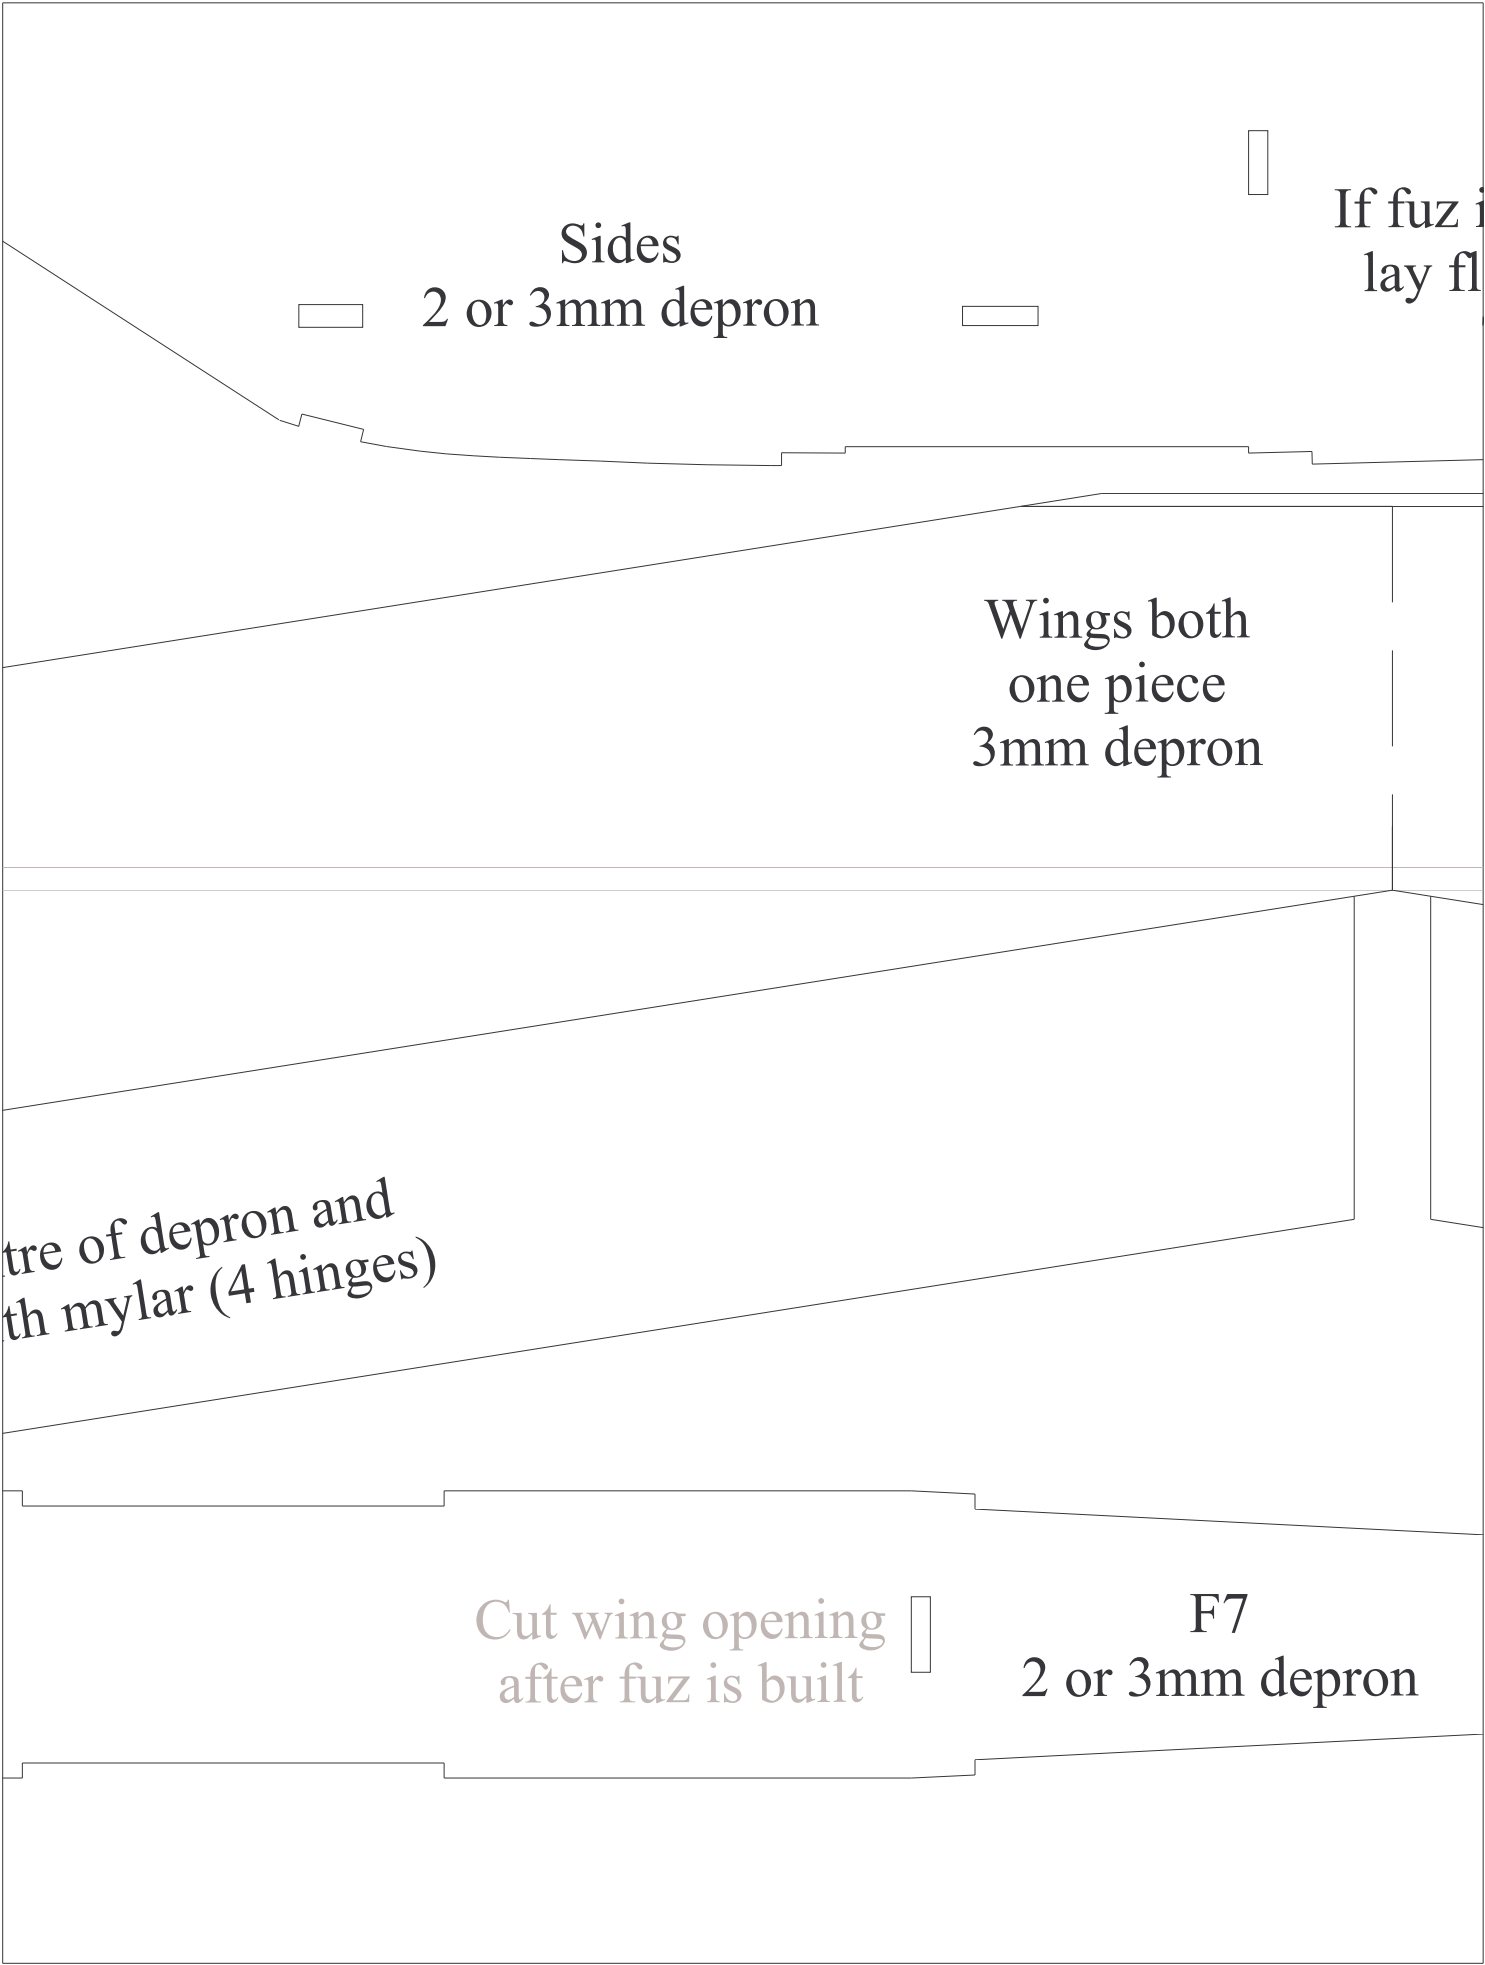 If fuz
lay fl
Sides
2 or 3mm depron
Wings both
one piece
3mm depron
tre of depron and
th mylar (4 hinges)
Cut wing opening
after fuz is built
F7
2 or 3mm depron